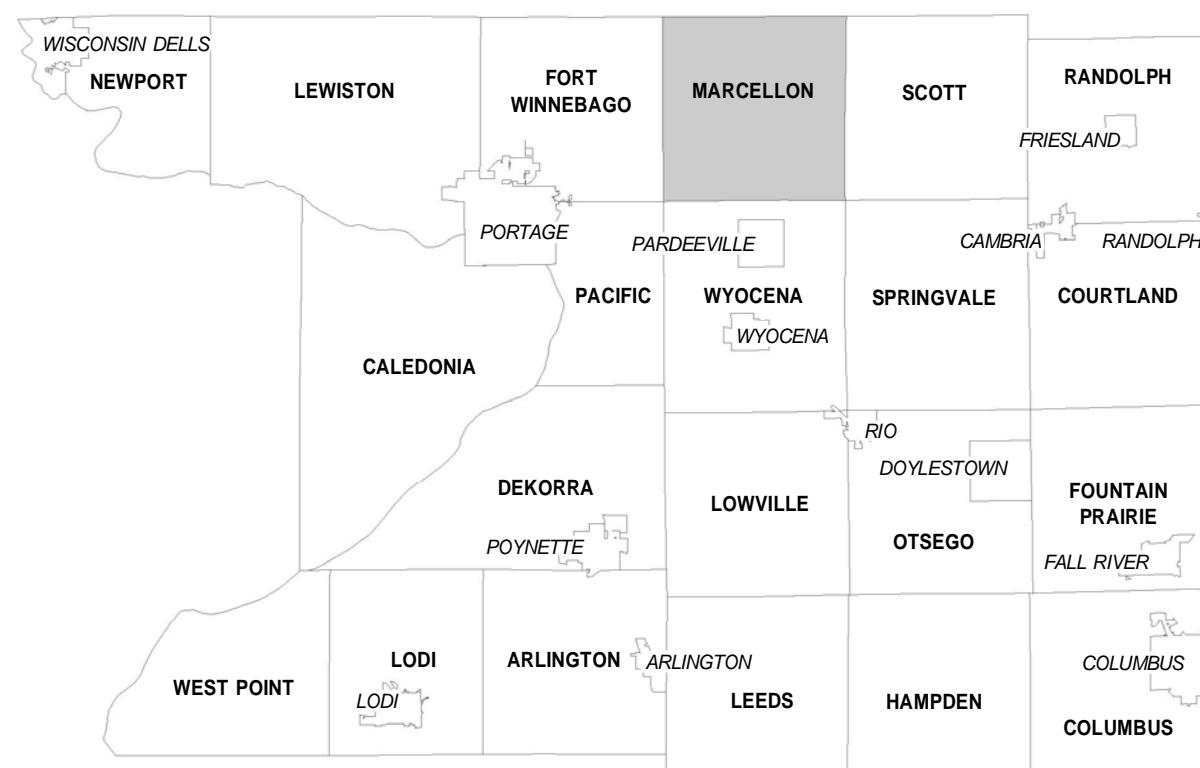 WISCONSIN DELLS
NEWPORT
LEWISTON
FORT
WINNEBAGO
MARCELLON
SCOTT
RANDOLPH
FRIESLAND
PORTAGE
PARDEEVILLE
CAMBRIA
RANDOLPH
PACIFIC
WYOCENA
SPRINGVALE
COURTLAND
WYOCENA
CALEDONIA
RIO
DOYLESTOWN
DEKORRA
LOWVILLE
FOUNTAIN
PRAIRIE
OTSEGO
POYNETTE
FALL RIVER
LODI
ARLINGTON
ARLINGTON
COLUMBUS
WEST POINT
LODI
LEEDS
HAMPDEN
COLUMBUS